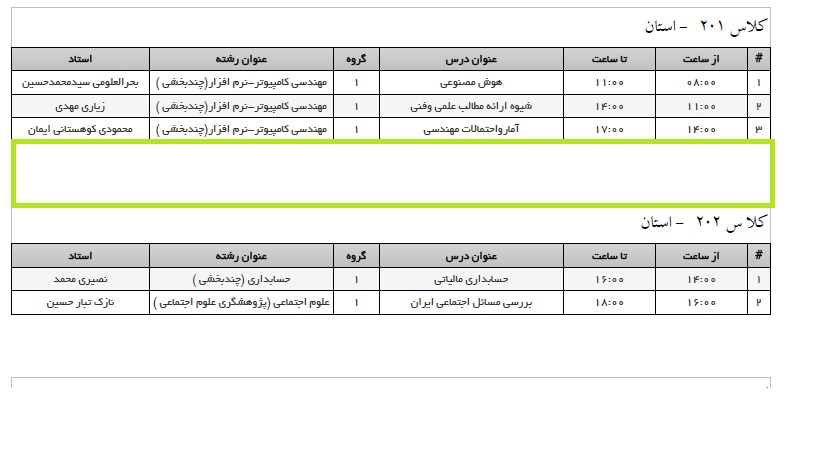 کلاس ۲۰۱ - استان
# از ساعت تا ساعت عنوان درس گروه عنوان رشته استاد
۱ ۰۸:۰۰ ۱۱:۰۰ هوش مصنوعی ۱ مهندسی کامپیوتر-نرم افزار(چندبخشی ) بحرالعلومی سیدمحمدحسین
۲ ۱۱:۰۰ ۱۴:۰۰ شیوه ارائه مطالب علمی وفنی ۱ مهندسی کامپیوتر-نرم افزار(چندبخشی ) زیاری مهدی
۳ ۱۴:۰۰ ۱۷:۰۰ آمارواحتمالات مهندسی ۱ مهندسی کامپیوتر-نرم افزار(چندبخشی ) محمودی کوهستانی ایمان
کلاس ۲۰۲ - استان
# از ساعت تا ساعت عنوان درس گروه عنوان رشته استاد
۱ ۱۴:۰۰ ۱۶:۰۰ حسابداری مالیاتی ۱ حسابداری (چندبخشی ) نصیری محمد
۲ ۱۶:۰۰ ۱۸:۰۰ بررسی مسائل اجتماعی ایران ۱ علوم اجتماعی (پژوهشگری علوم اجتماعی ) نازک تبار حسین